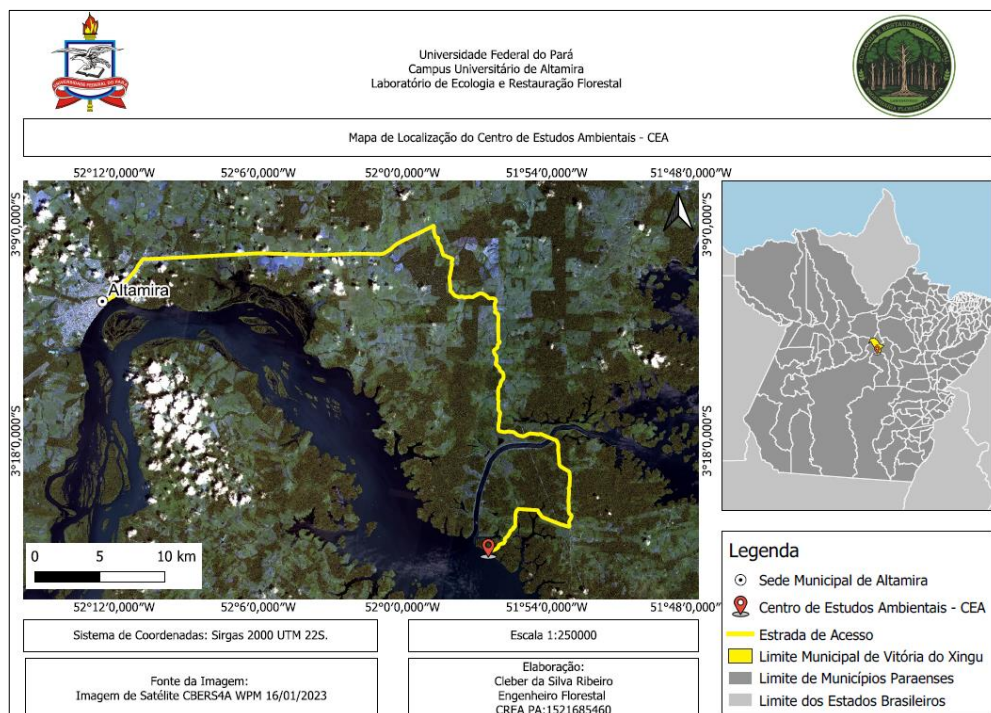 Universidade Federal do Pará
Campus Universitário de Altamira
Laboratório de Ecologia e Restauração Florestal
Mapa de Localização do Centro de Estudos Ambientais - CEA
52°12'0,000"W 52°6'0,000"W 52°0'0,000"W 51°54'0,000"W 51°48'0,000"W
3°9'0,000"S 3°9'0,000"S
Altamira
3°18'0,000"S 3°18'0,000"S
0 5 10 km
52°12'0,000"W 52°6'0,000"W 52°0'0,000"W 51°54'0,000"W 51°48'0,000"W
Legenda
Sede Municipal de Altamira
Centro de Estudos Ambientais - CEA
Estrada de Acesso
Limite Municipal de Vitória do Xingu
Limite de Municípios Paraenses
Limite dos Estados Brasileiros
Sistema de Coordenadas: Sirgas 2000 UTM 22S.
Escala 1:250000
Fonte da Imagem:
Imagem de Satélite CBERS4A WPM 16/01/2023
Elaboração:
Cleber da Silva Ribeiro
Engenheiro Florestal
CREA PA:1521685460